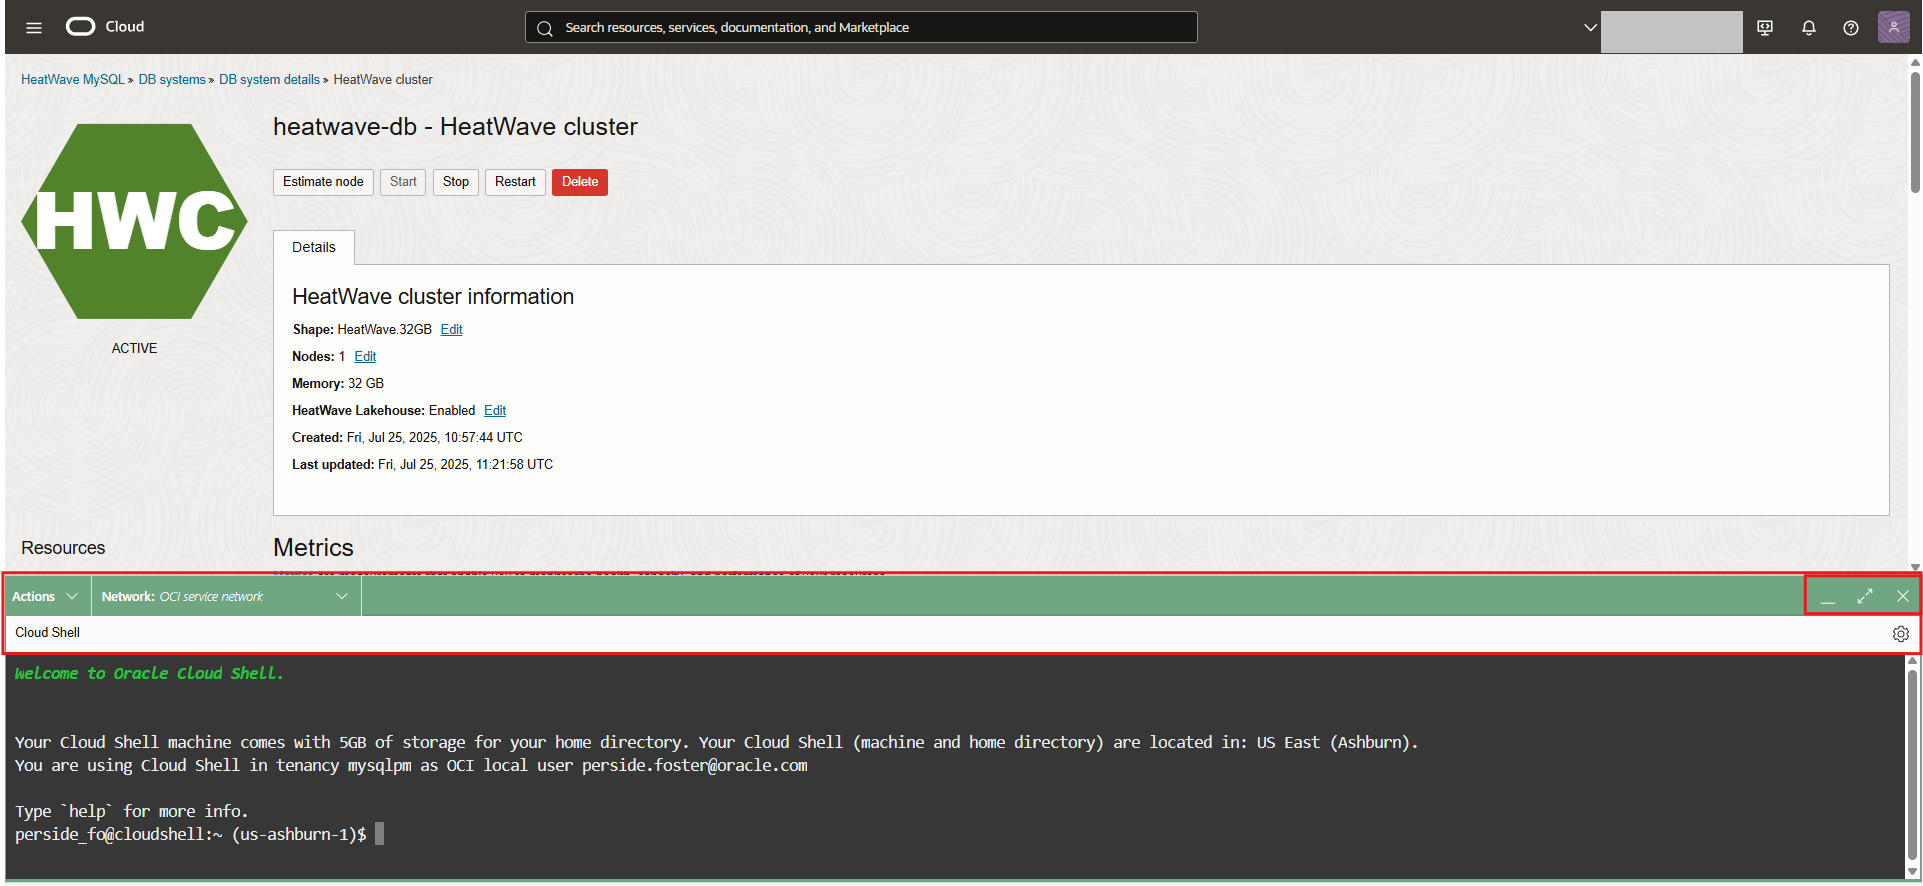 Cloud
Search resources, services, documentation, and Marketplace
HeatWave MySQL » DB systems » DB system details » HeatWave cluster
HWC
ACTIVE
heatwave-db - HeatWave cluster
Estimate node Start Stop Restart Delete
Details
HeatWave cluster information
Shape: HeatWave.32GB Edit
Nodes: 1 Edit
Memory: 32 GB
HeatWave Lakehouse: Enabled Edit
Created: Fri, Jul 25, 2025, 10:57:44 UTC
Last updated: Fri, Jul 25, 2025, 11:21:58 UTC
Resources
Metrics
Actions Network: OCI service network
Cloud Shell
Welcome to Oracle Cloud Shell.
Your Cloud Shell machine comes with 5GB of storage for your home directory. Your Cloud Shell (machine and home directory) are located in: US East (Ashburn).
You are using Cloud Shell in tenancy mysqlpm as OCI local user perside.foster@oracle.com
Type `help` for more info.
perside_fo@cloudshell:~ (us-ashburn-1)$